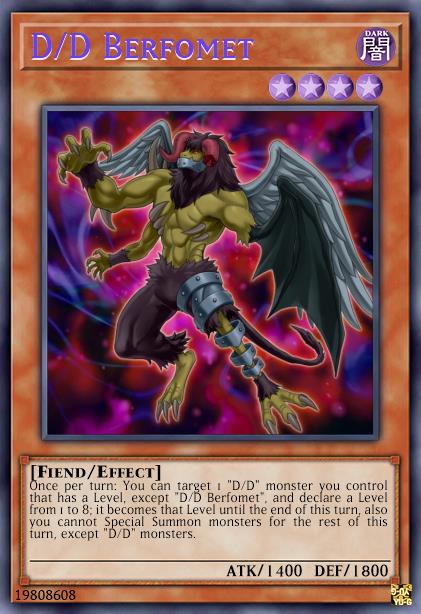 D/D Berfomet
DARK
闇
[Fiend/Effect]
Once per turn: You can target 1 "D/D" monster you control
that has a Level, except "D/D Berfomet", and declare a Level
from 1 to 8; it becomes that Level until the end of this turn, also
you cannot Special Summon monsters for the rest of this
turn, except "D/D" monsters.
ATK/1400 DEF/1800
19808608